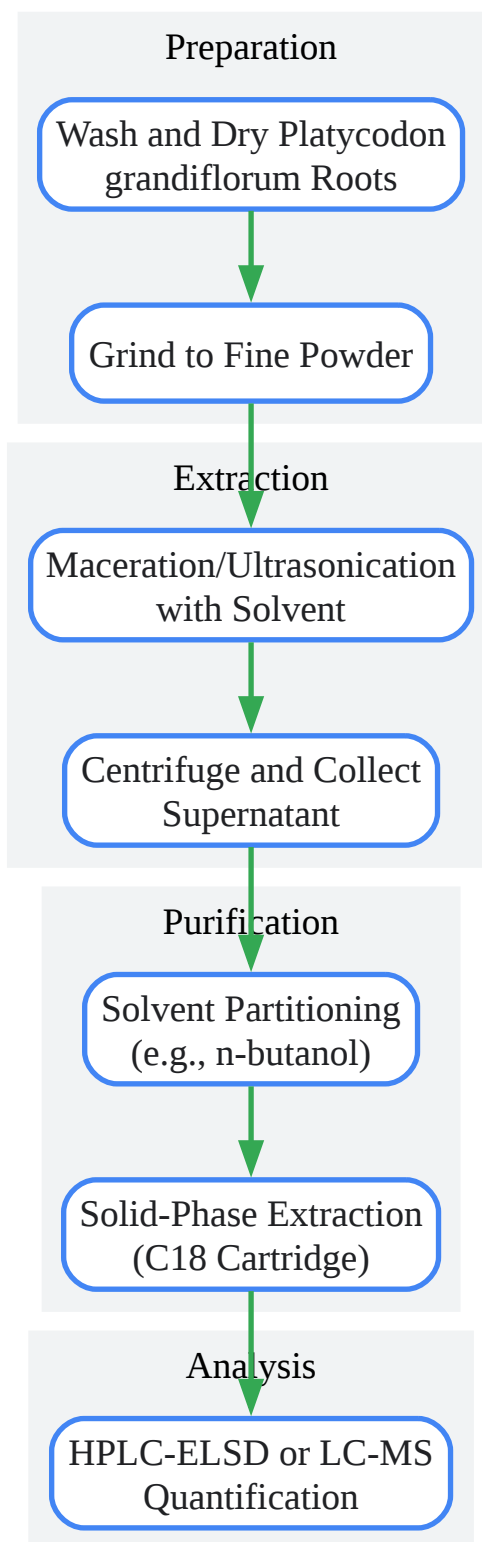 Preparation
Wash and Dry Platycodon
grandiflorum Roots
Grind to Fine Powder
Extraction
Maceration/Ultrasonication
with Solvent
Centrifuge and Collect
Supernatant
Purification
Solvent Partitioning
(e.g., n-butanol)
Solid-Phase Extraction
(C18 Cartridge)
Analysis
HPLC-ELSD or LC-MS
Quantification